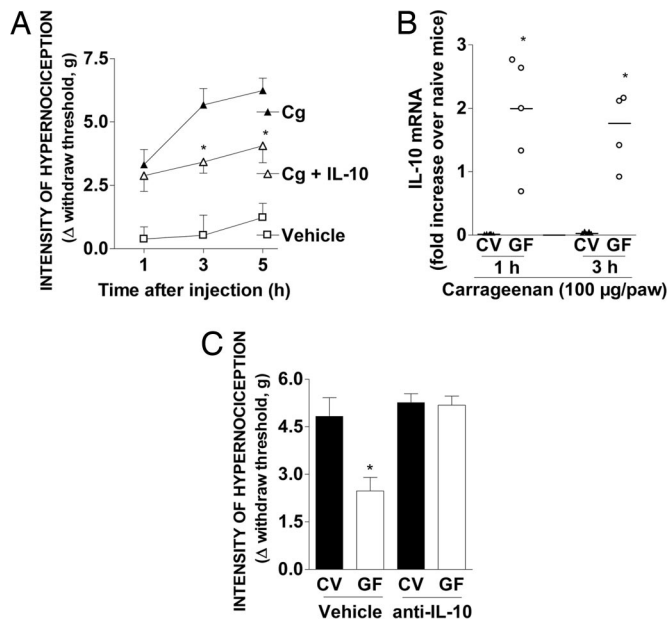 A
INTENSITY OF HYPERNOCICEPTION
(Δ withdraw threshold, g)
7.5
5.0
2.5
0.0
*
*
Cg
Cg + IL-10
Vehicle
1 3 5
Time after injection (h)
B
IL-10 mRNA
(fold increase over naive mice)
3
2
1
0
*
*
CV GF CV GF
1 h 3 h
Carrageenan (100 µg/paw)
C
INTENSITY OF HYPERNOCICEPTION
(Δ withdraw threshold, g)
6.0
4.5
3.0
1.5
0.0
*
CV GF CV GF
Vehicle anti-IL-10